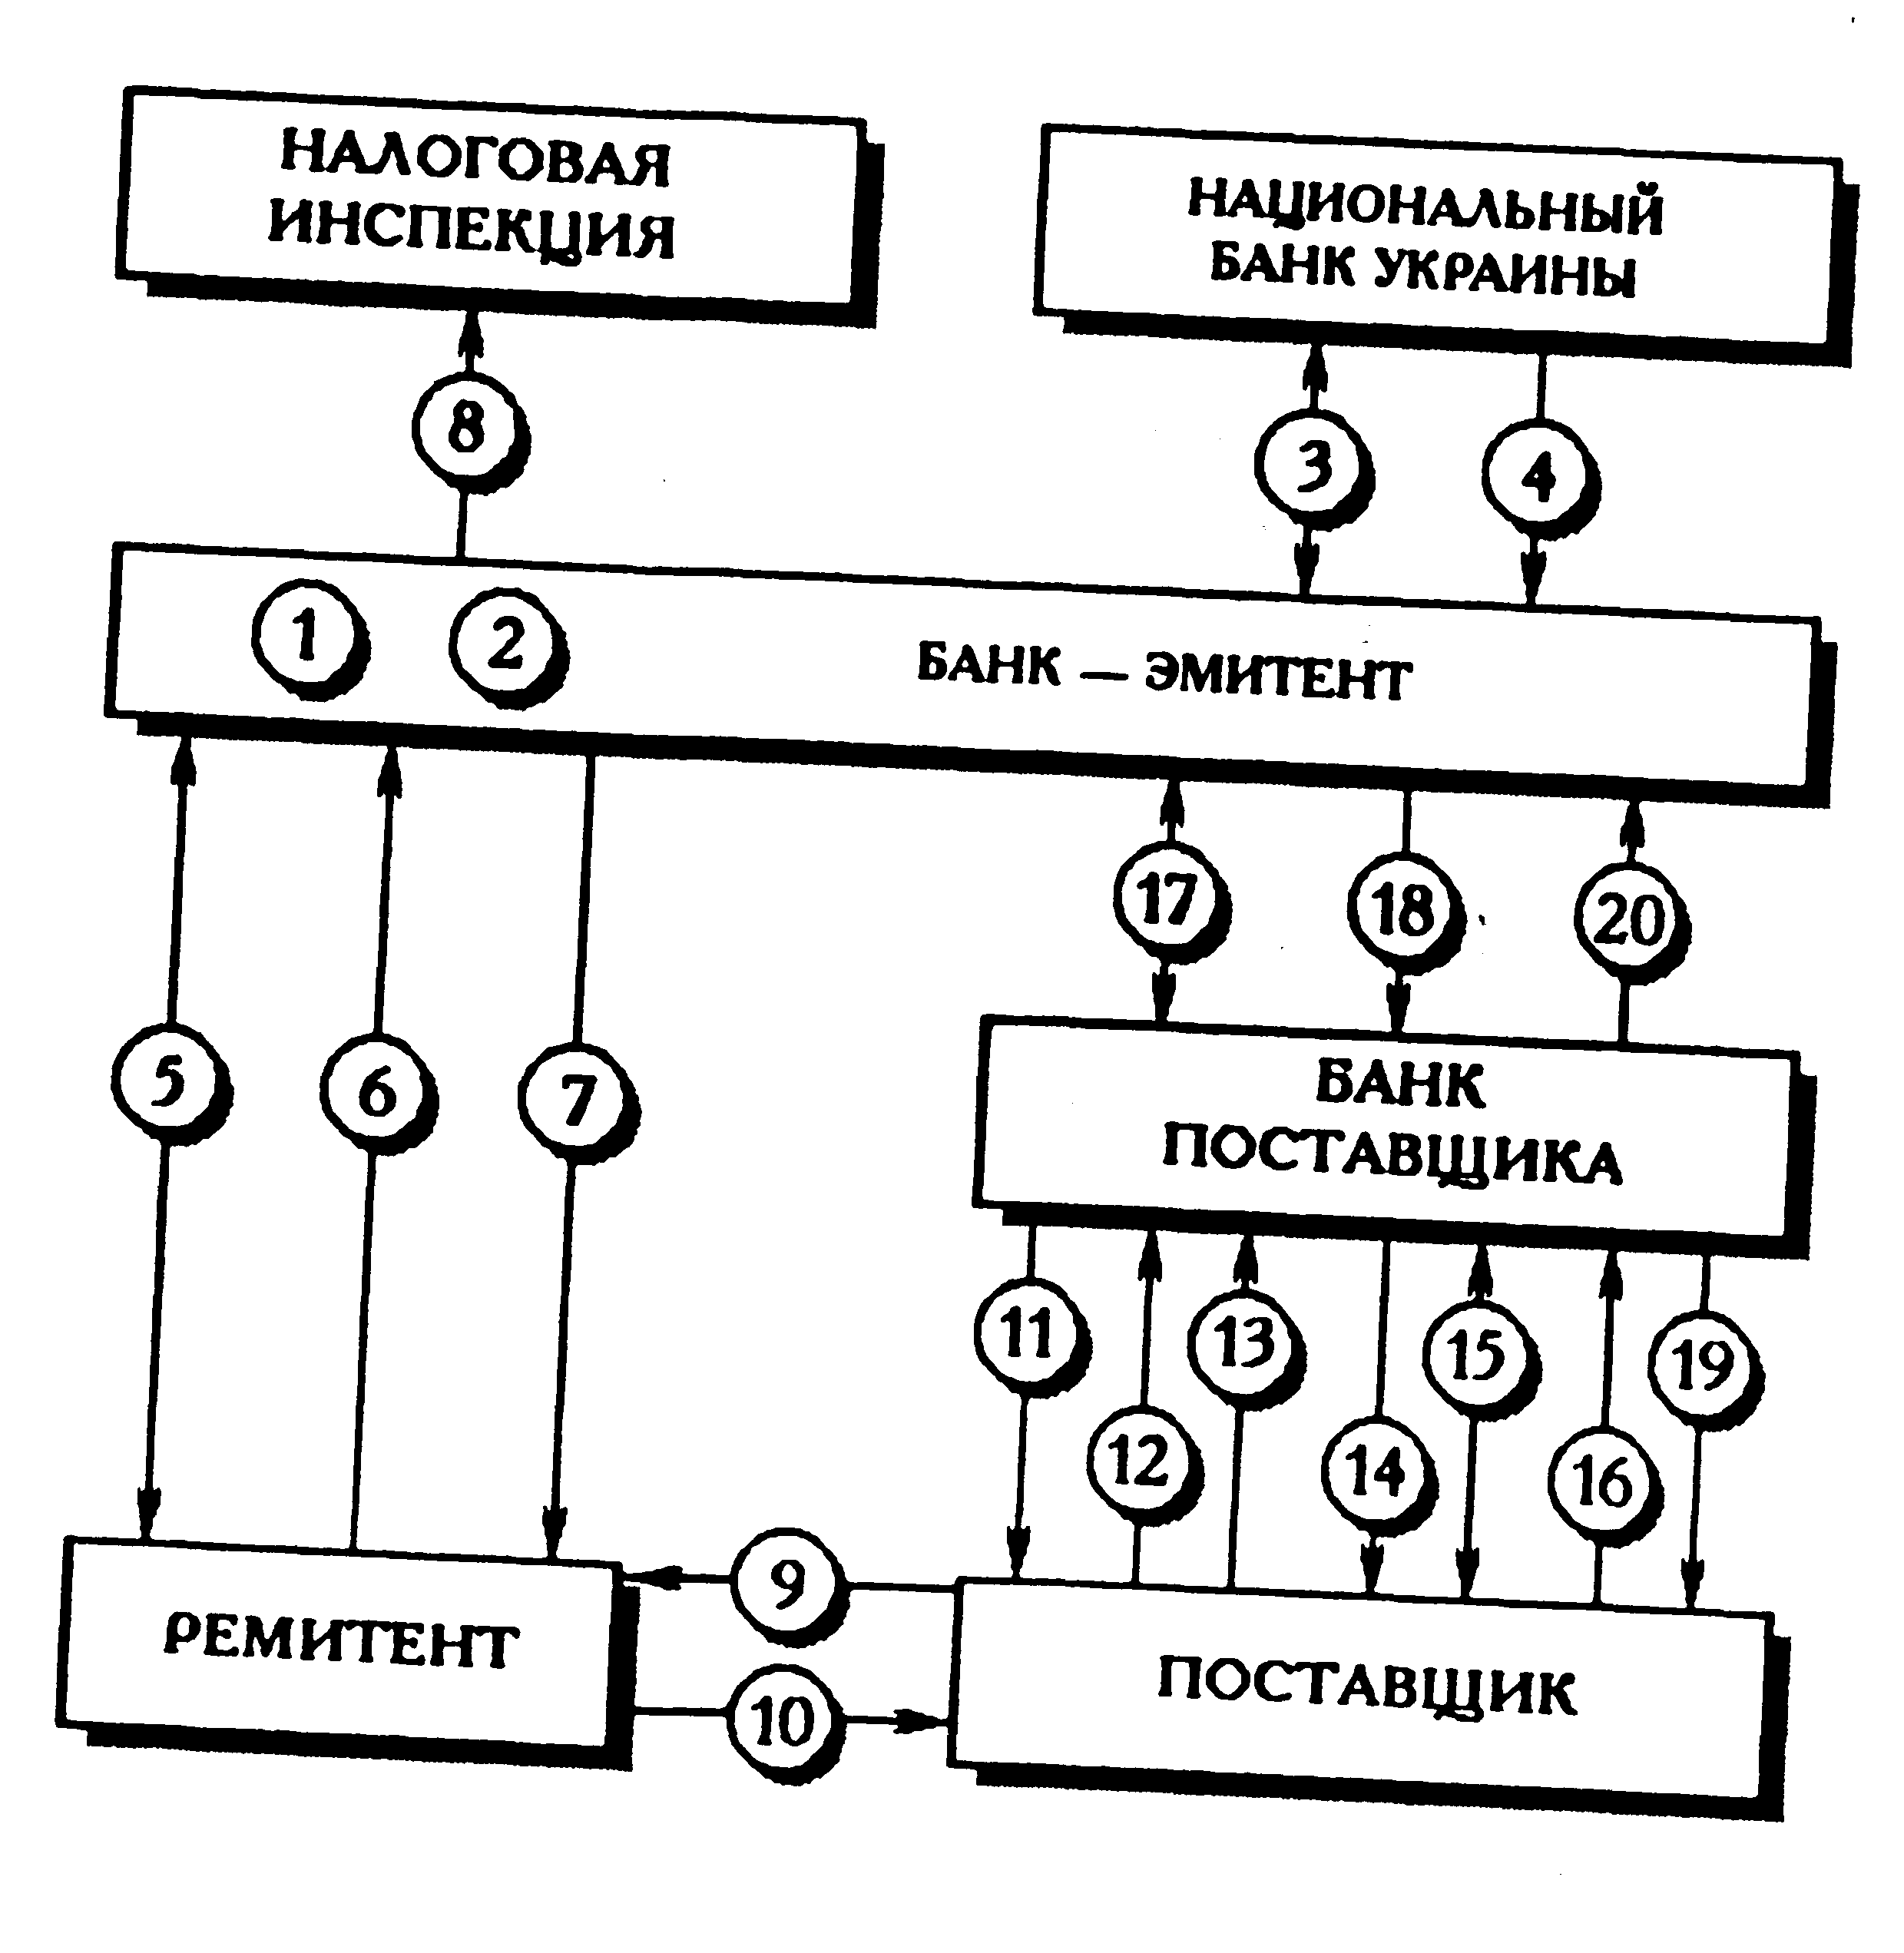 НАЛОГОВАЯ
ИНСПЕКЦИЯ
НАЦИОНАЛЬНЫЙ
БАНК УКРАИНЫ
8
3
4
1
2
БАНК — ЭМИТЕНТ
17
18
20
5
6
7
БАНК
ПОСТАВЩИКА
11
12
13
14
15
16
19
9
РЕМИТЕНТ
10
ПОСТАВЩИК